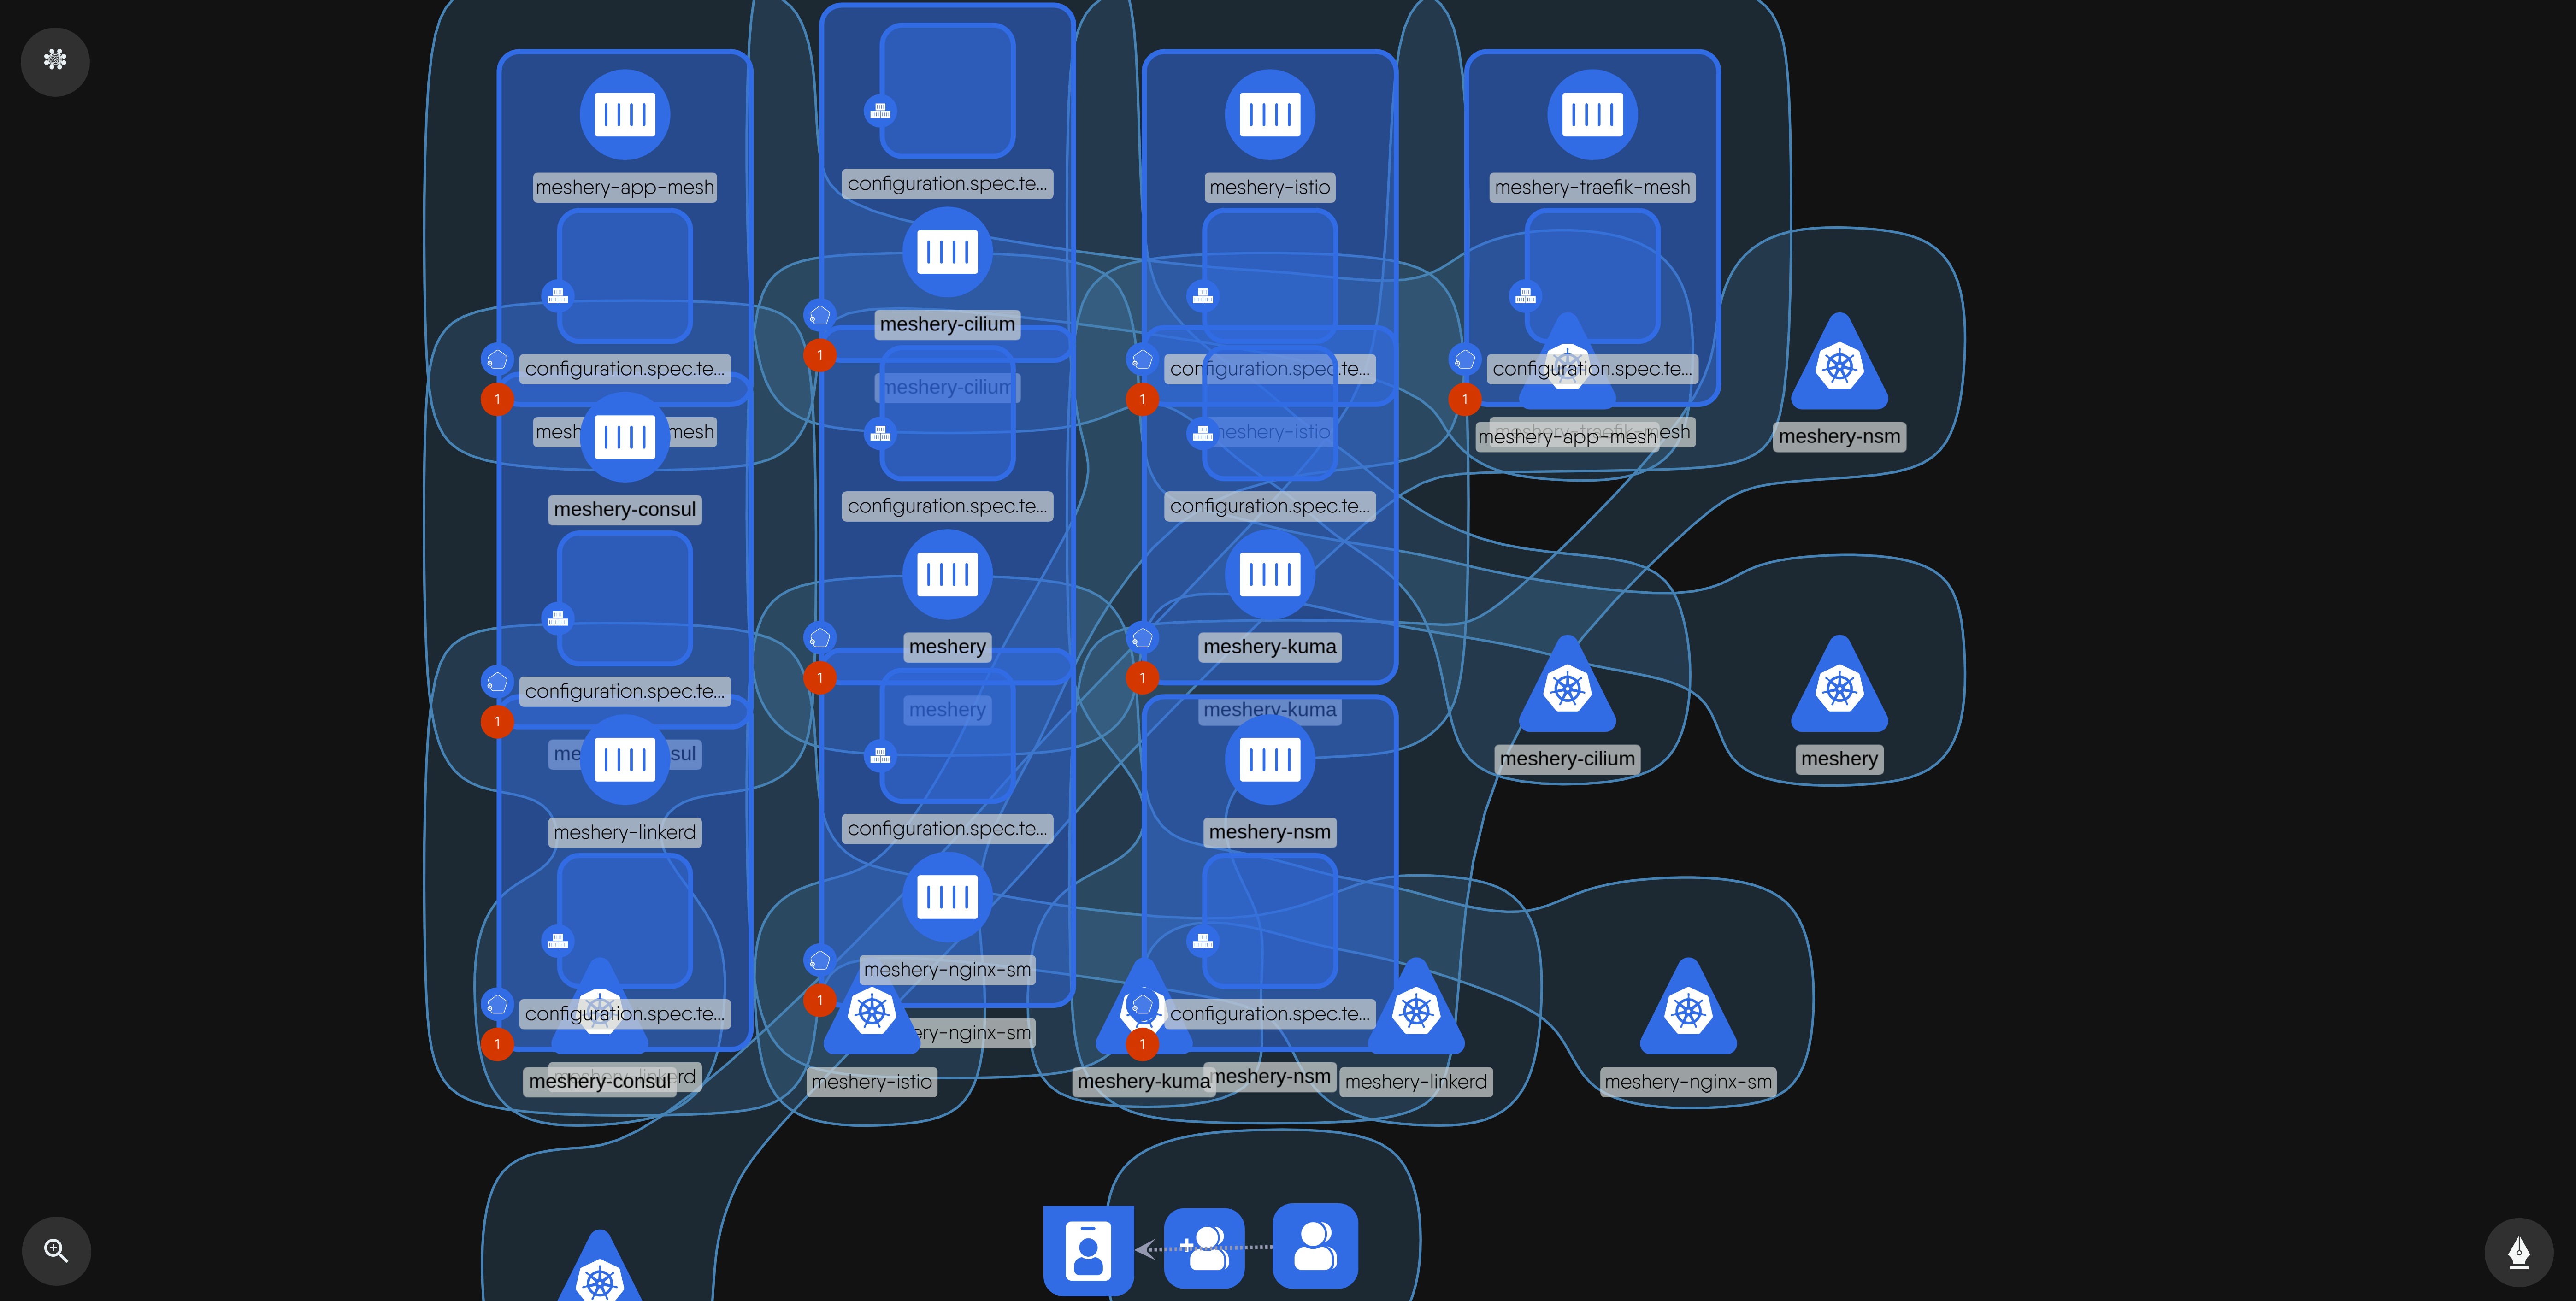 meshery-app-mesh
configuration.spec.te...
meshery-istio
meshery-traefik-mesh
meshery-cilium
1
configuration.spec.te...
configuration.spec.te...
configuration.spec.te...
meshery-cilium
1
1
1
mesh
mesh
meshery-istio
meshery-app-mesh
esh
meshery-nsm
meshery-consul
configuration.spec.te...
configuration.spec.te...
meshery
meshery-kuma
1
1
configuration.spec.te...
meshery
meshery-kuma
1
me
sul
meshery-cilium
meshery
meshery-linkerd
configuration.spec.te...
meshery-nsm
meshery-nginx-sm
1
configuration.spec.te...
configuration.spec.te...
ery-nginx-sm
1
1
meshery-consul
rd
meshery-istio
meshery-kuma
meshery-nsm
meshery-linkerd
meshery-nginx-sm